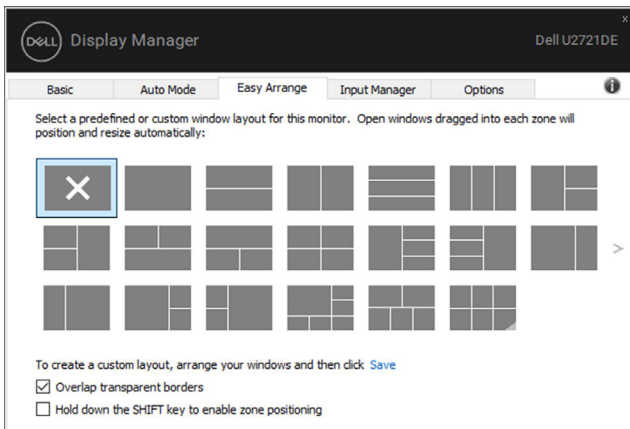 x
DELL Display Manager Dell U2721DE
Basic Auto Mode Easy Arrange Input Manager Options
Select a predefined or custom window layout for this monitor. Open windows dragged into each zone will
position and resize automatically:
To create a custom layout, arrange your windows and then click Save
Overlap transparent borders
Hold down the SHIFT key to enable zone positioning